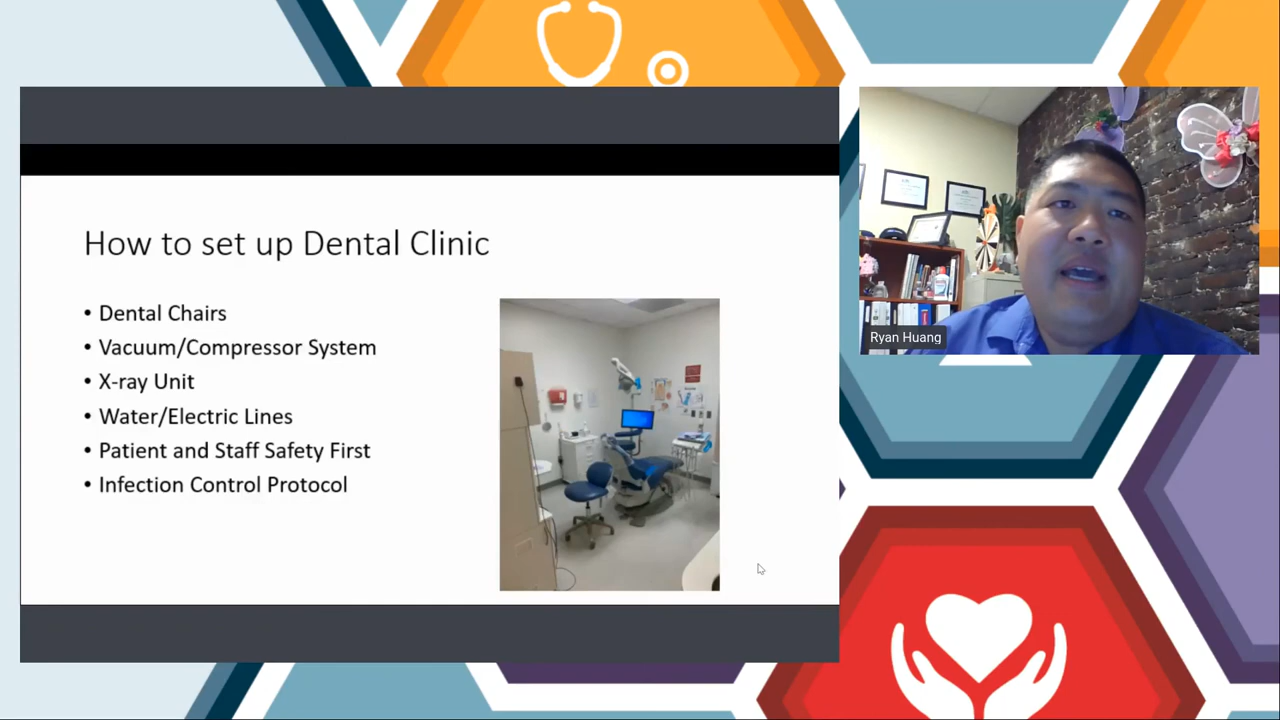 How to set up Dental Clinic
• Dental Chairs
• Vacuum/Compressor System
• X-ray Unit
• Water/Electric Lines
• Patient and Staff Safety First
• Infection Control Protocol
Ryan Huang